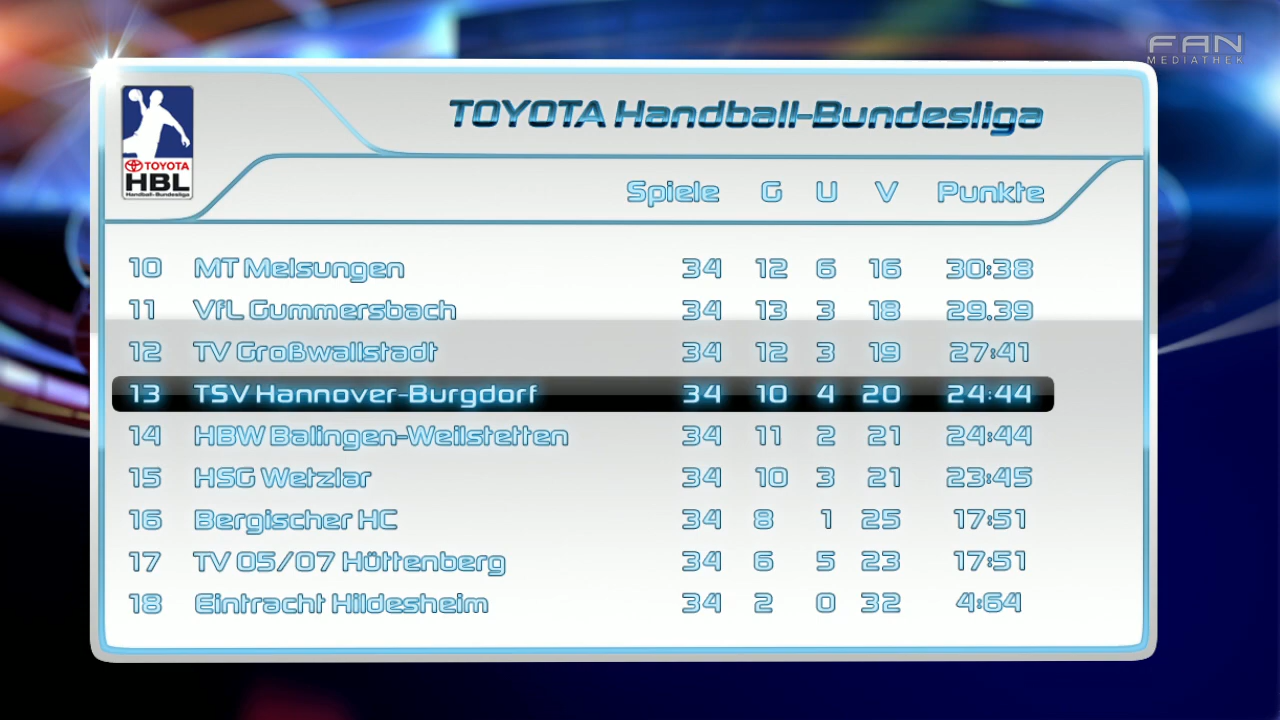 FAN
MEDIATHEK
TOYOTA Handball-Bundesliga
TOYOTA
HBL
Handball-Bundesliga
Spiele G U V Punkte
10 MT Melsungen 34 12 6 16 30:38
11 VfL Gummersbach 34 13 3 18 29.39
12 TV Großwallstadt 34 12 3 19 27:41
13 TSV Hannover-Burgdorf 34 10 4 20 24:44
14 HBW Balingen-Weilstetten 34 11 2 21 24:44
15 HSG Wetzlar 34 10 3 21 23:45
16 Bergischer HC 34 8 1 25 17:51
17 TV 05/07 Hüttenberg 34 6 5 23 17:51
18 Eintracht Hildesheim 34 2 0 32 4:64